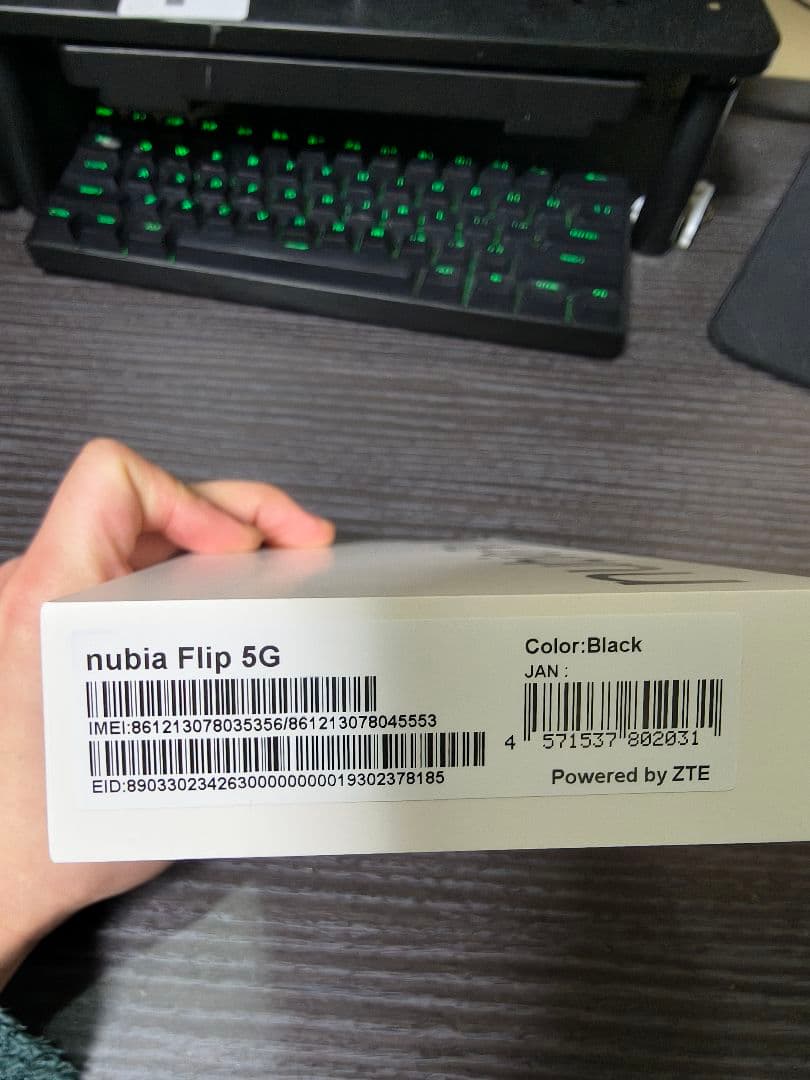 nubia Flip 5G
IMEI:861213078035356/861213078045553
EID:89033023426300000000019302378185
Color:Black
JAN :
4 571537 802031
Powered by ZTE